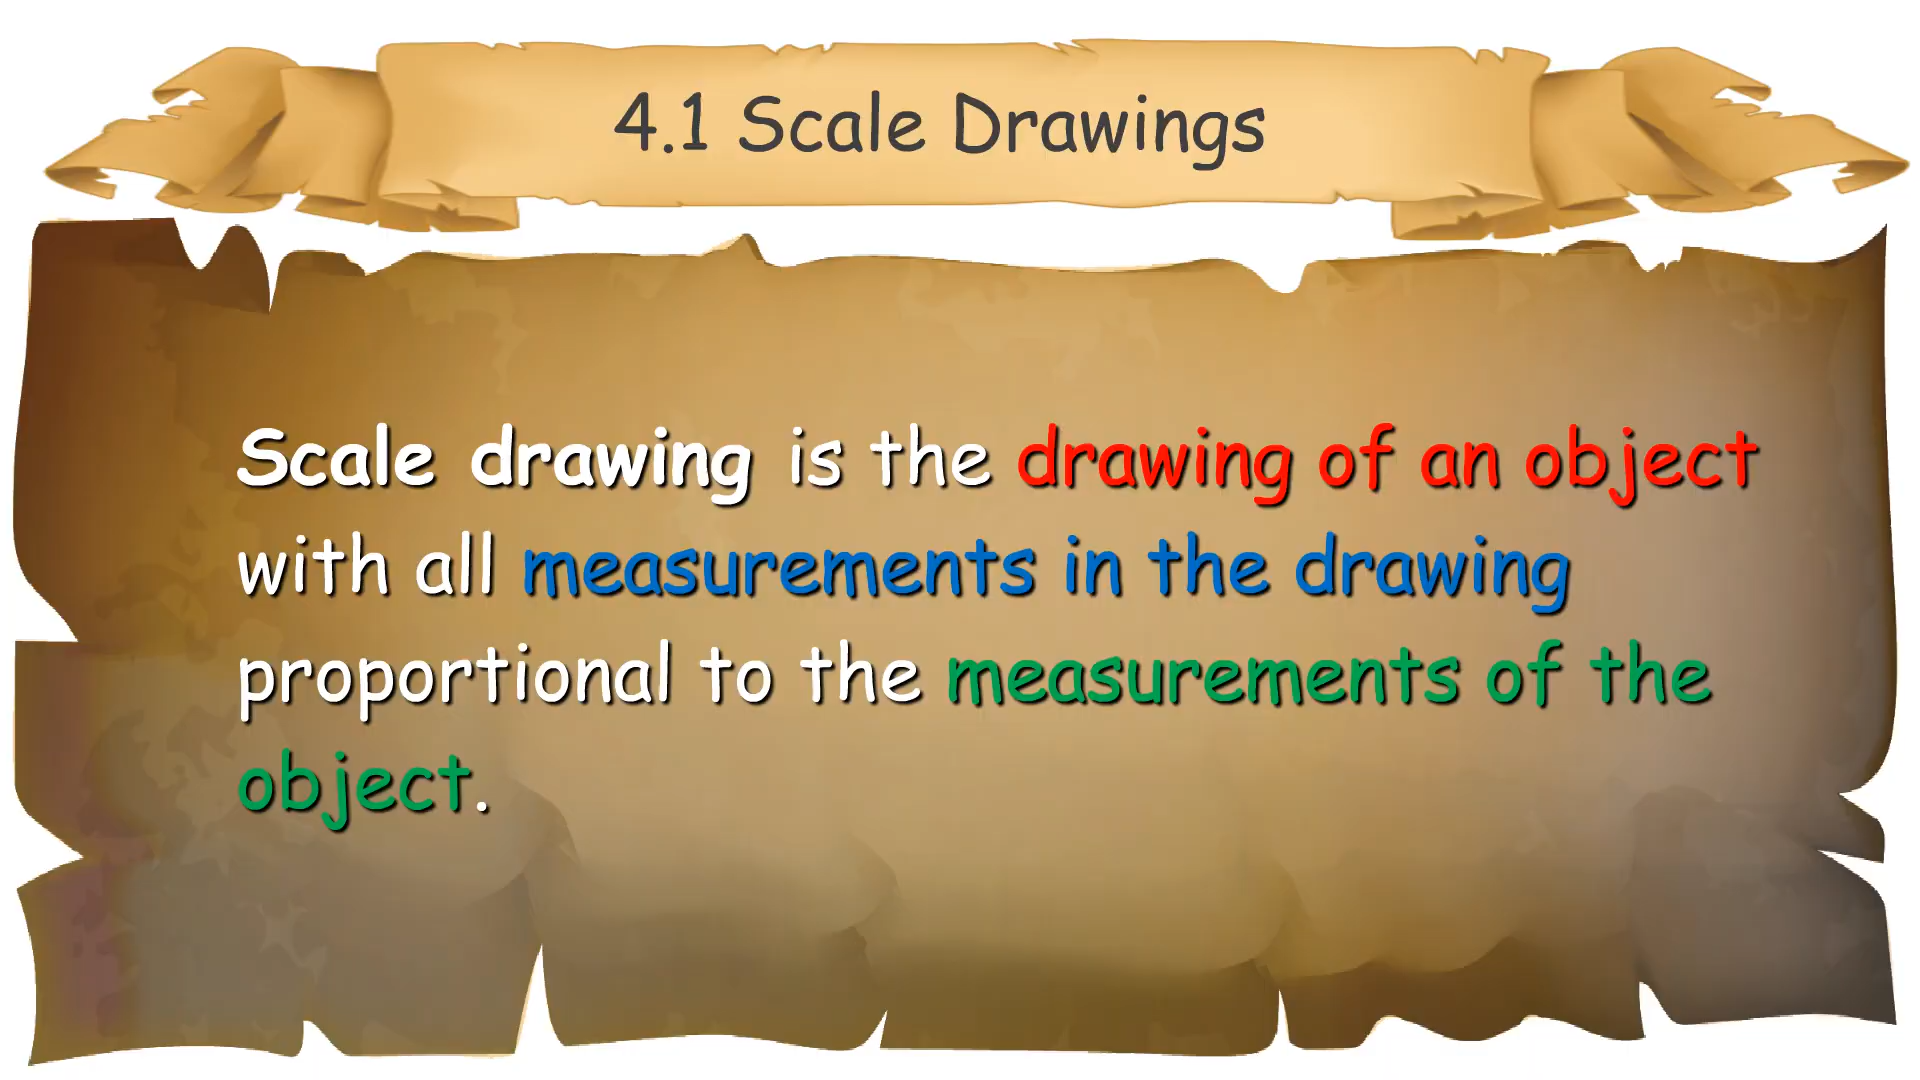 4.1 Scale Drawings
Scale drawing is the drawing of an object
with all measurements in the drawing
proportional to the measurements of the
object.